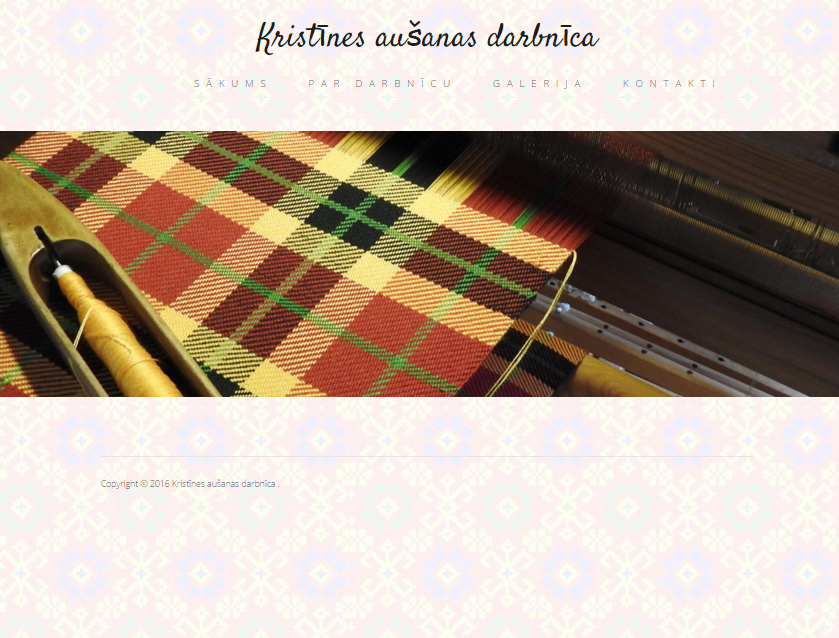 Kristīnes aušanas darbnīca
SĀKUMS PAR DARBNĪCU GALERIJA KONTAKTI
Copyright © 2016 Kristīnes aušanas darbnīca .